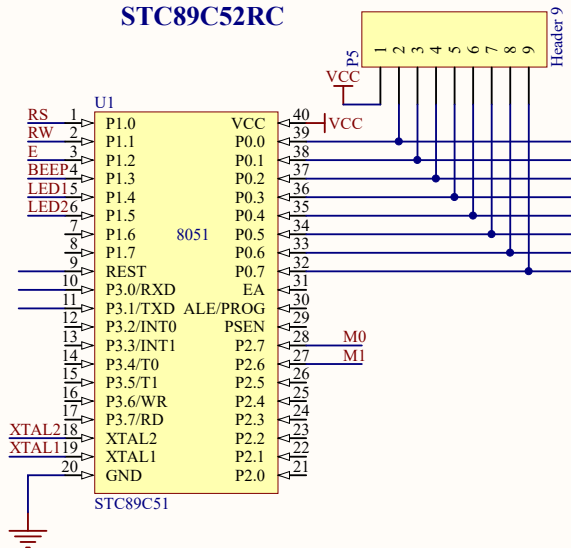 STC89C52RC
P5
1 2 3 4 5 6 7 8 9
Header 9
VCC
U1
RS 1 P1.0 VCC 40 VCC
RW 2 P1.1 P0.0 39
E 3 P1.2 P0.1 38
BEEP 4 P1.3 P0.2 37
LED1 5 P1.4 P0.3 36
LED2 6 P1.5 P0.4 35
7 P1.6 8051 P0.5 34
8 P1.7 P0.6 33
9 REST P0.7 32
10 P3.0/RXD EA 31
11 P3.1/TXD ALE/PROG 30
12 P3.2/INT0 PSEN 29
13 P3.3/INT1 P2.7 28 M0
14 P3.4/T0 P2.6 27 M1
15 P3.5/T1 P2.5 26
16 P3.6/WR P2.4 25
17 P3.7/RD P2.3 24
XTAL2 18 XTAL2 P2.2 23
XTAL1 19 XTAL1 P2.1 22
20 GND P2.0 21
STC89C51